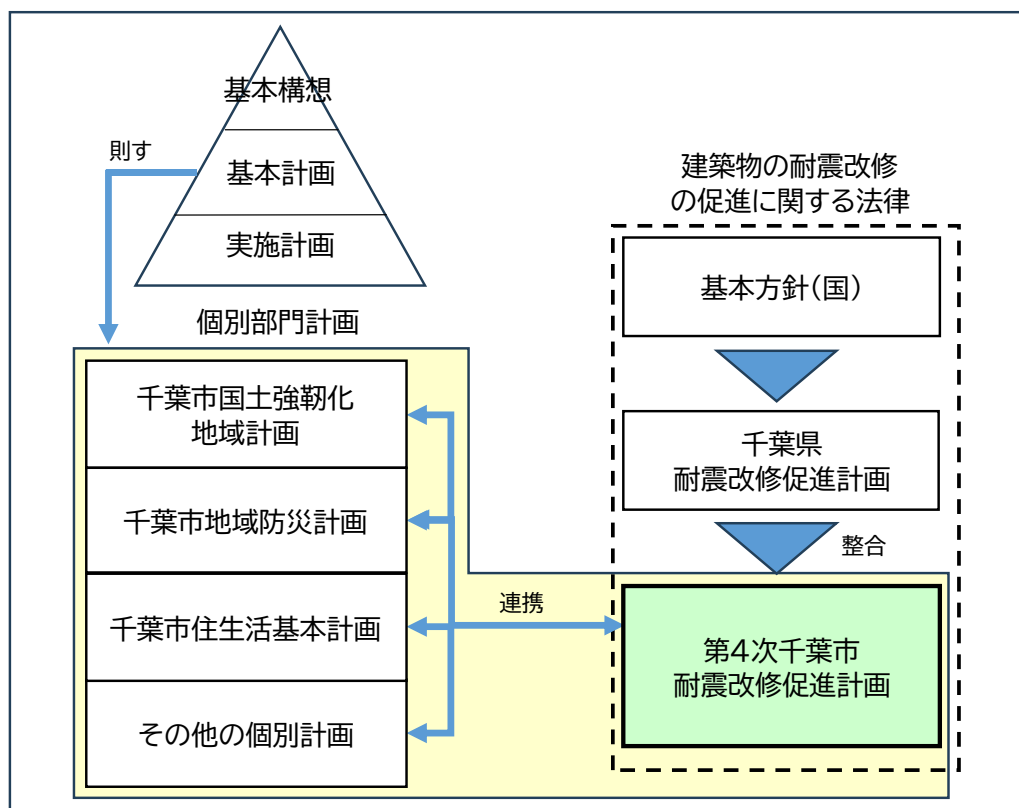 基本構想
基本計画
実施計画
則す
個別部門計画
千葉市国土強靭化
地域計画
千葉市地域防災計画
千葉市住生活基本計画
その他の個別計画
連携
建築物の耐震改修
の促進に関する法律
基本方針(国)
千葉県
耐震改修促進計画
整合
第4次千葉市
耐震改修促進計画